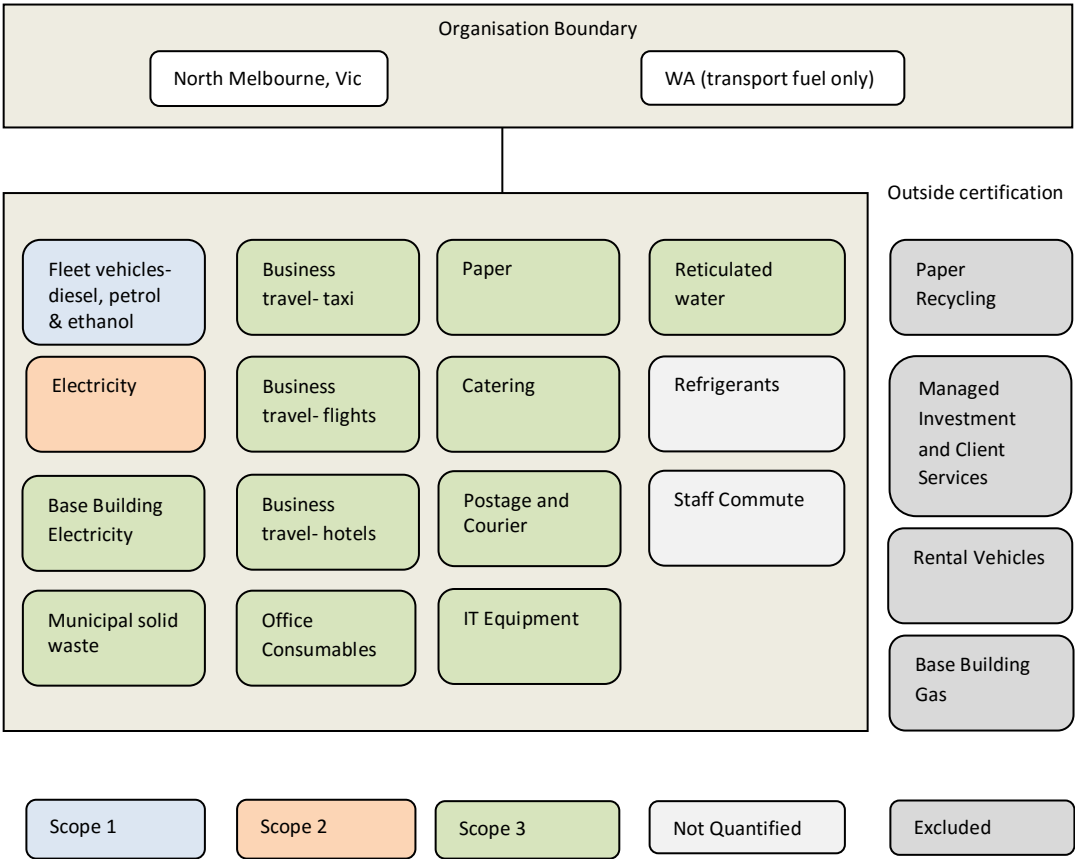 Organisation Boundary
North Melbourne, Vic
WA (transport fuel only)
Outside certification
Fleet vehicles-
diesel, petrol
& ethanol
Business
travel- taxi
Paper
Reticulated
water
Paper
Recycling
Electricity
Business
travel- flights
Catering
Refrigerants
Managed
Investment
and Client
Services
Base Building
Electricity
Business
travel- hotels
Postage and
Courier
Staff Commute
Rental Vehicles
Municipal solid
waste
Office
Consumables
IT Equipment
Base Building
Gas
Scope 1
Scope 2
Scope 3
Not Quantified
Excluded